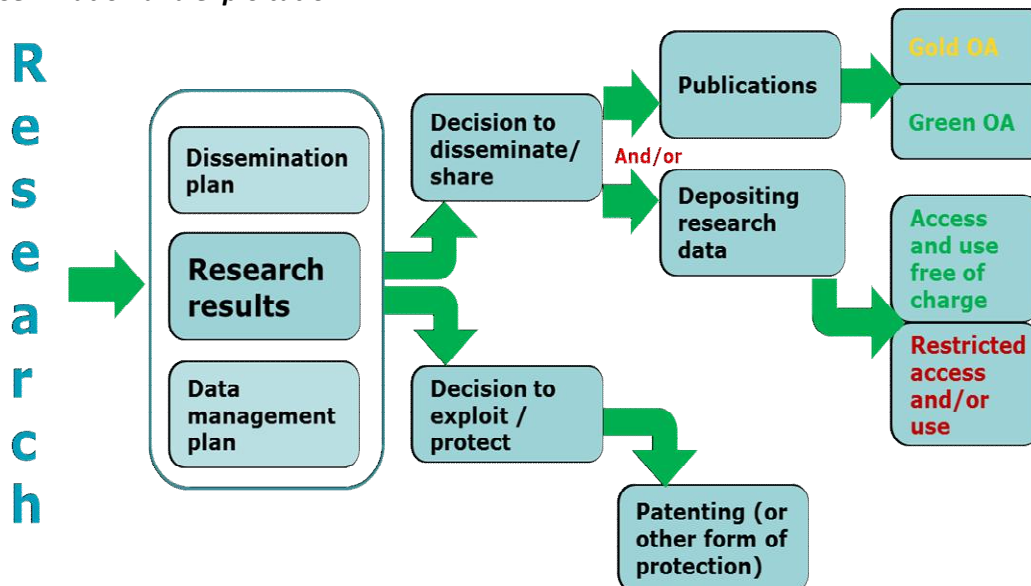 Research
Dissemination
plan
Research
results
Data
management
plan
Decision to
disseminate/
share
Decision to
exploit /
protect
And/or
Publications
Depositing
research
data
Patenting (or
other form of
protection)
Gold OA
Green OA
Access
and use
free of
charge
Restricted
access
and/or
use